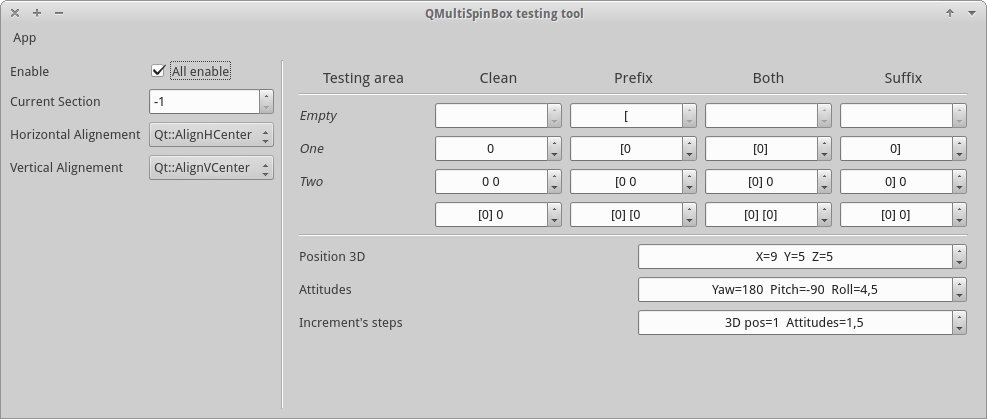 QMultiSpinBox testing tool
App
Enable All enable
Current Section -1
Horizontal Alignement Qt::AlignHCenter
Vertical Alignement Qt::AlignVCenter
Testing area Clean Prefix Both Suffix
Empty [
One 0 [0 [0] 0]
Two 0 0 [0 0 [0] 0 0] 0
[0] 0 [0] [0 [0] [0] [0] 0]
Position 3D X=9 Y=5 Z=5
Attitudes Yaw=180 Pitch=-90 Roll=4,5
Increment's steps 3D pos=1 Attitudes=1,5